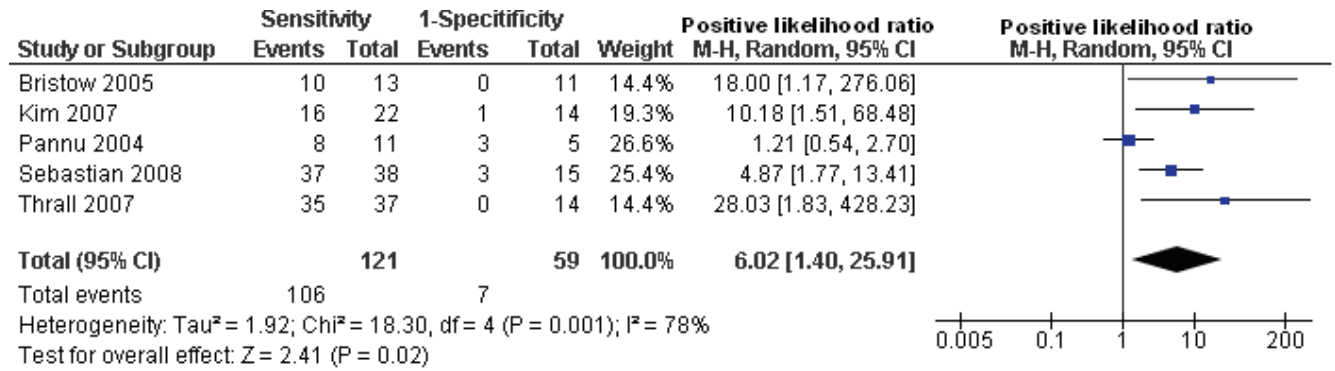 Sensitivity 1-Specitificity Positive likelihood ratio Positive likelihood ratio
Study or Subgroup Events Total Events Total Weight M-H, Random, 95% CI M-H, Random, 95% CI
Bristow 2005 10 13 0 11 14.4% 18.00 [1.17, 276.06]
Kim 2007 16 22 1 14 19.3% 10.18 [1.51, 68.48]
Pannu 2004 8 11 3 5 26.6% 1.21 [0.54, 2.70]
Sebastian 2008 37 38 3 15 25.4% 4.87 [1.77, 13.41]
Thrall 2007 35 37 0 14 14.4% 28.03 [1.83, 428.23]
Total (95% CI) 121 59 100.0% 6.02 [1.40, 25.91]
Total events 106 7
Heterogeneity: Tau² = 1.92; Chi² = 18.30, df = 4 (P = 0.001); I² = 78%
Test for overall effect: Z = 2.41 (P = 0.02)
0.005 0.1 1 10 200